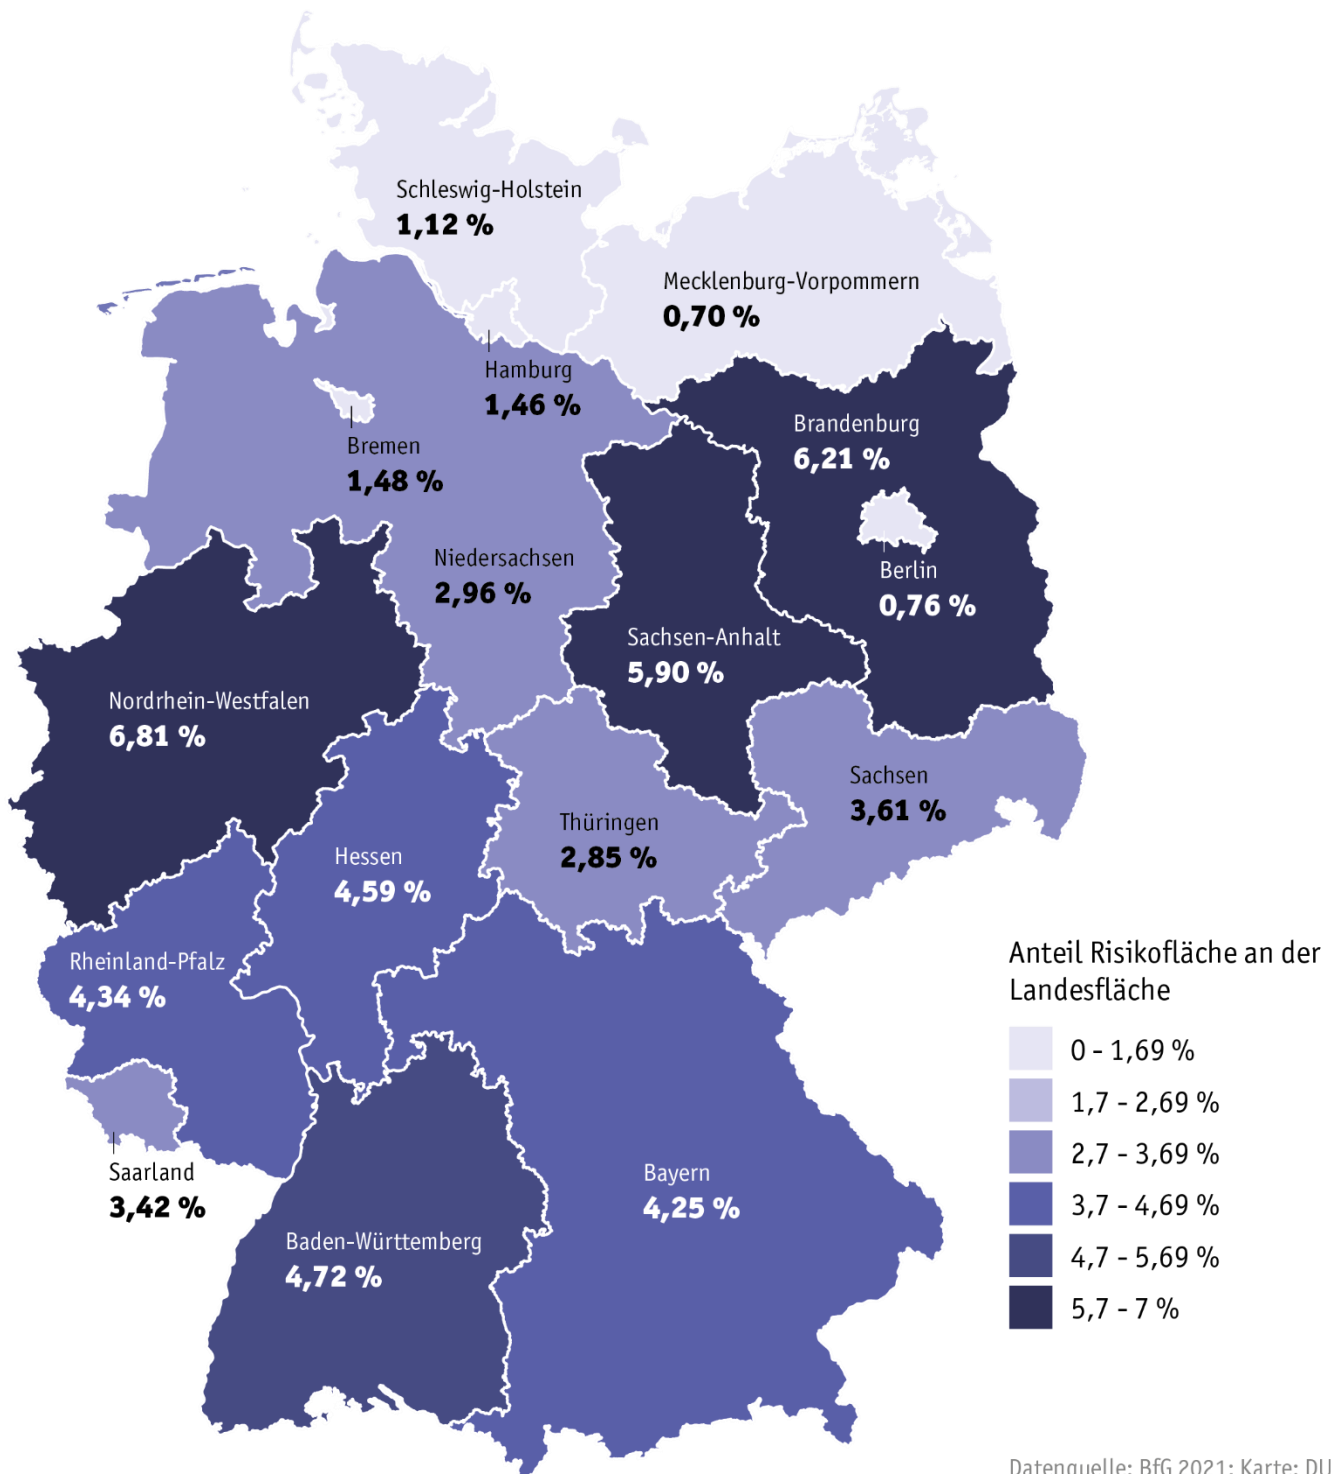 Schleswig-Holstein
1,12 %
Mecklenburg-Vorpommern
0,70 %
Hamburg
1,46 %
Bremen
1,48 %
Brandenburg
6,21 %
Niedersachsen
2,96 %
Berlin
0,76 %
Sachsen-Anhalt
5,90 %
Nordrhein-Westfalen
6,81 %
Sachsen
3,61 %
Thüringen
2,85 %
Hessen
4,59 %
Rheinland-Pfalz
4,34 %
Saarland
3,42 %
Bayern
4,25 %
Baden-Württemberg
4,72 %
Anteil Risikofläche an der
Landesfläche
0 - 1,69 %
1,7 - 2,69 %
2,7 - 3,69 %
3,7 - 4,69 %
4,7 - 5,69 %
5,7 - 7 %
Datenquelle: BfG 2021; Karte: DU